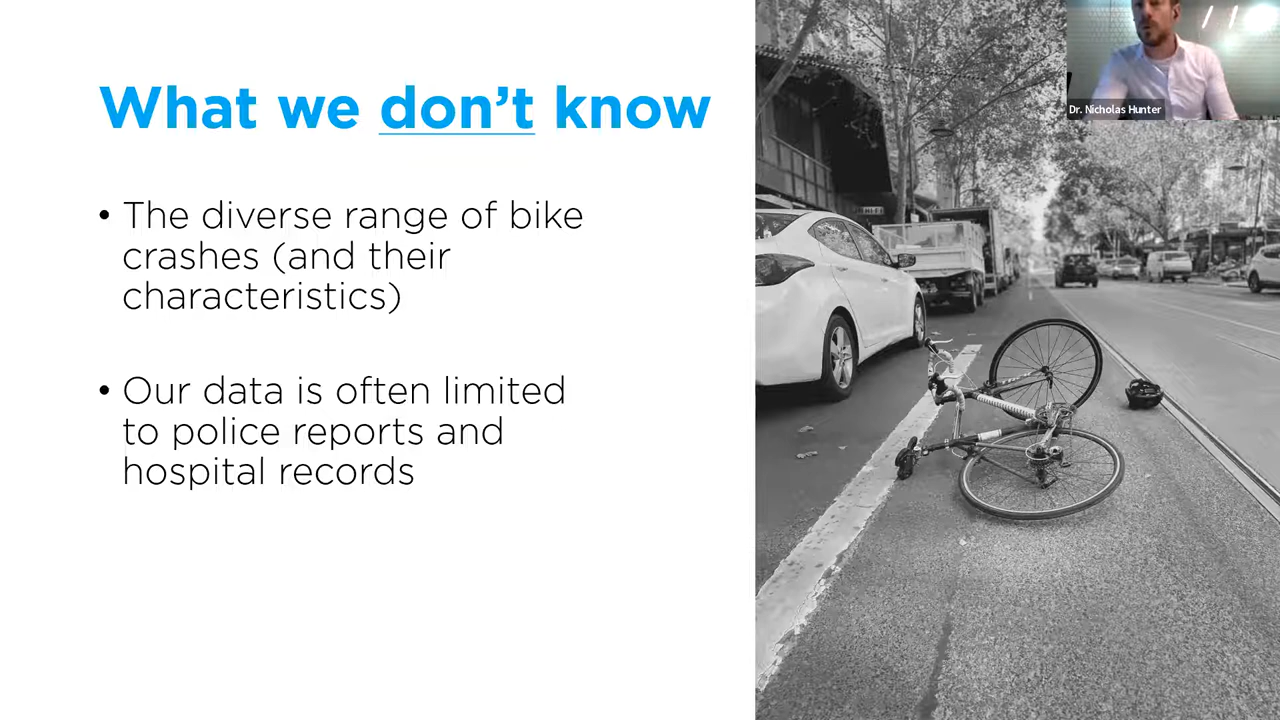 What we don't know
• The diverse range of bike
crashes (and their
characteristics)
• Our data is often limited
to police reports and
hospital records
Dr. Nicholas Hunter